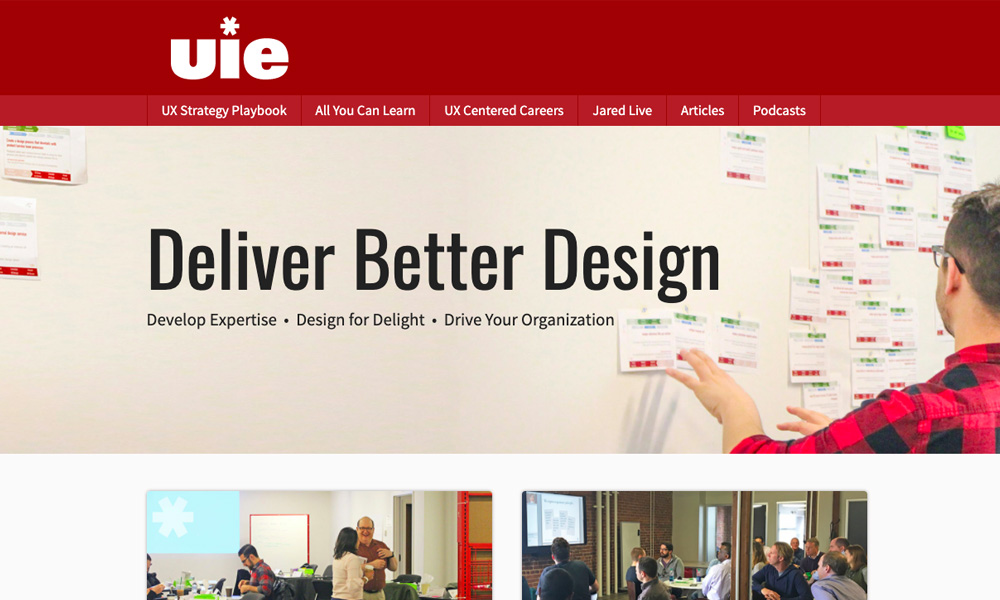 uie
UX Strategy Playbook
All You Can Learn
UX Centered Careers
Jared Live
Articles
Podcasts
Deliver Better Design
Develop Expertise • Design for Delight • Drive Your Organization